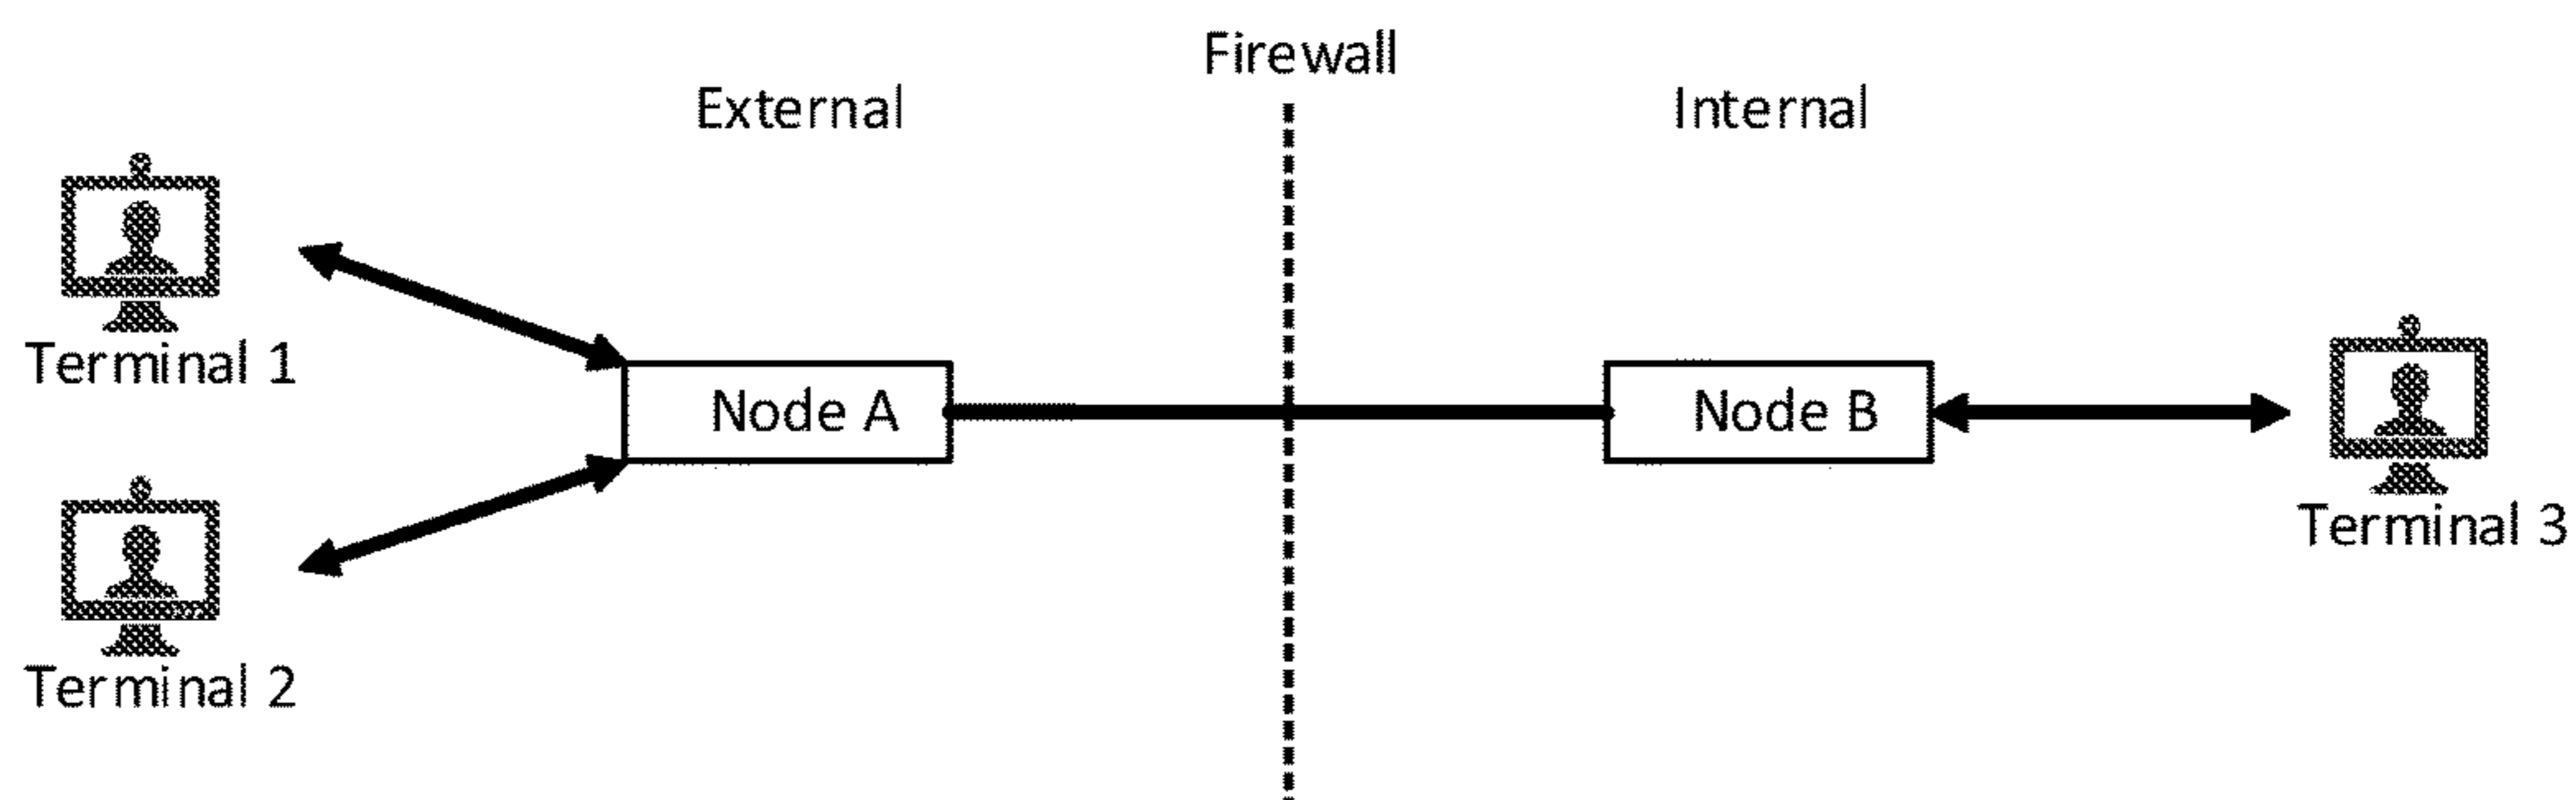 Firewall
External
Internal
Terminal 1
Node A
Node B
Terminal 3
Terminal 2